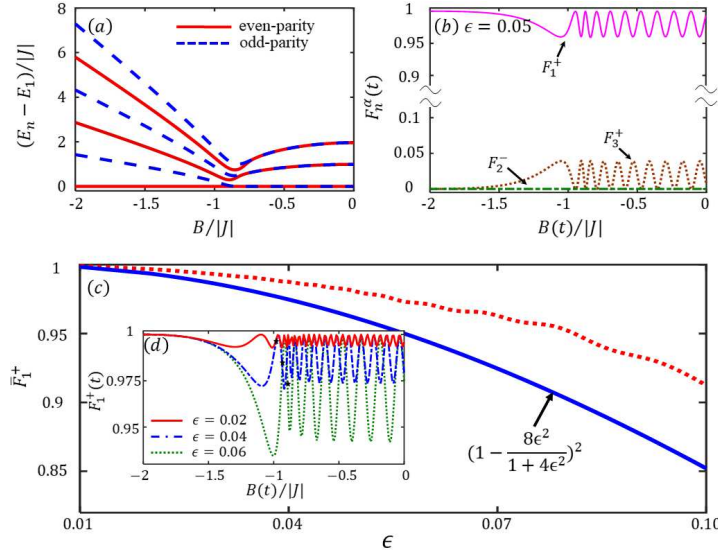 (a)
even-parity
odd-parity
(E_n − E_1)/|J|
8
6
4
2
0
-2 -1.5 -1 -0.5 0
B/|J|
(b) ϵ = 0.05
F_n^α(t)
1
0.95
0.9
0.04
0
F_1^+
F_2^-
F_3^+
-2 -1.5 -1 -0.5 0
B(t)/|J|
(c)
F̄_1^+
1
0.95
0.9
0.85
(1 − 8ϵ²/(1 + 4ϵ²))²
0.01 0.04 0.07 0.10
ϵ
(d)
F_1^+(t)
1
0.975
0.95
ϵ = 0.02
ϵ = 0.04
ϵ = 0.06
-2 -1.5 -1 -0.5 0
B(t)/|J|